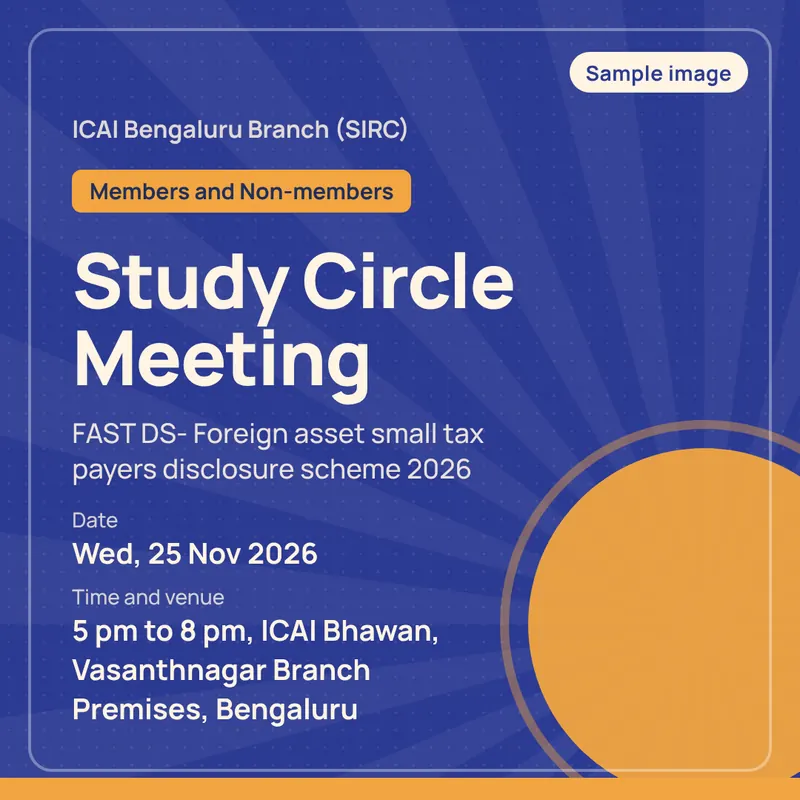 Sample image
ICAI Bengaluru Branch (SIRC)
Members and Non-members
Study Circle
Meeting
FAST DS- Foreign asset small tax
payers disclosure scheme 2026
Date
Wed, 25 Nov 2026
Time and venue
5 pm to 8 pm, ICAI Bhawan,
Vasanthnagar Branch
Premises, Bengaluru